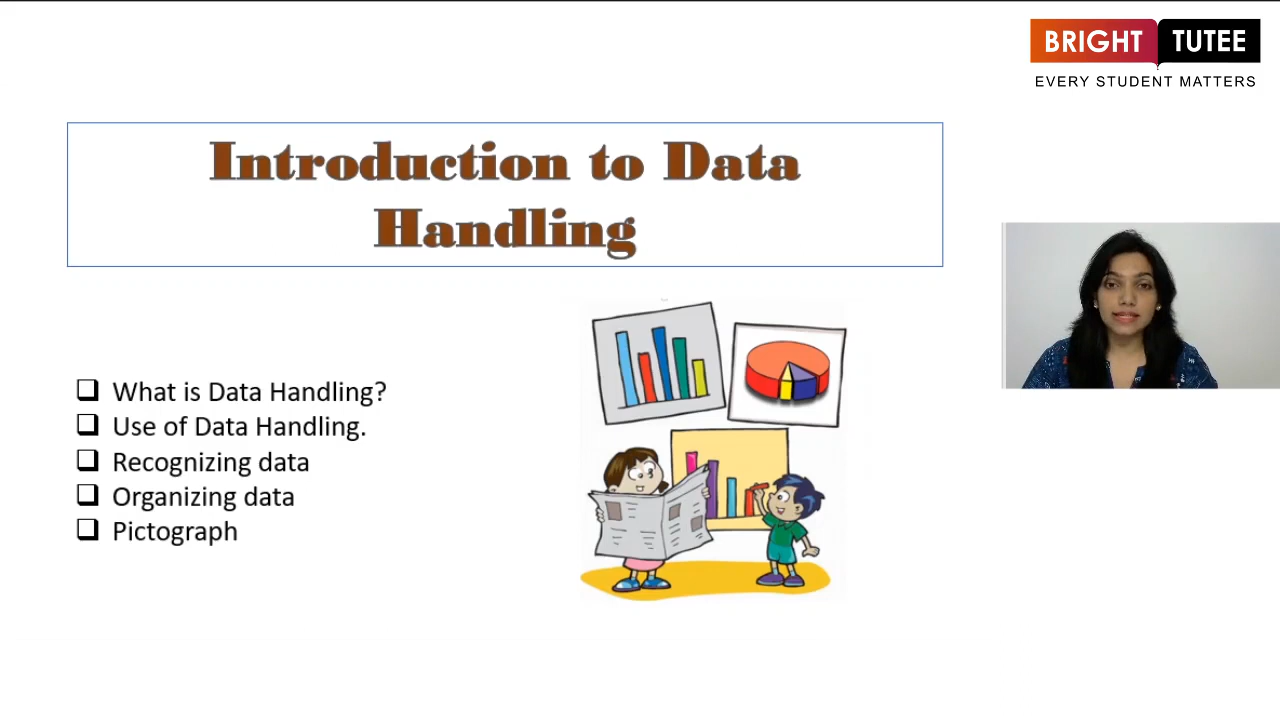 BRIGHT TUTEE
EVERY STUDENT MATTERS
Introduction to Data
Handling
What is Data Handling?
Use of Data Handling.
Recognizing data
Organizing data
Pictograph